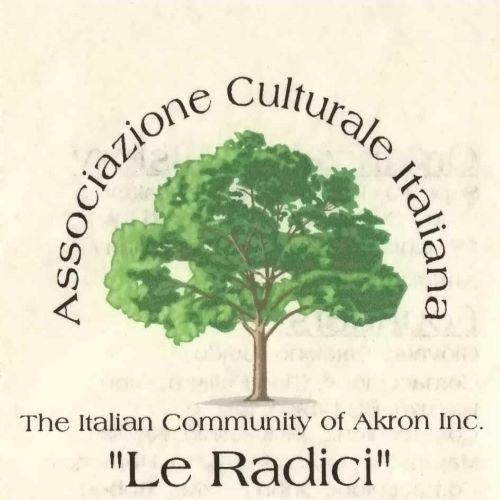 Associazione Culturale Italiana
The Italian Community of Akron Inc.
"Le Radici"